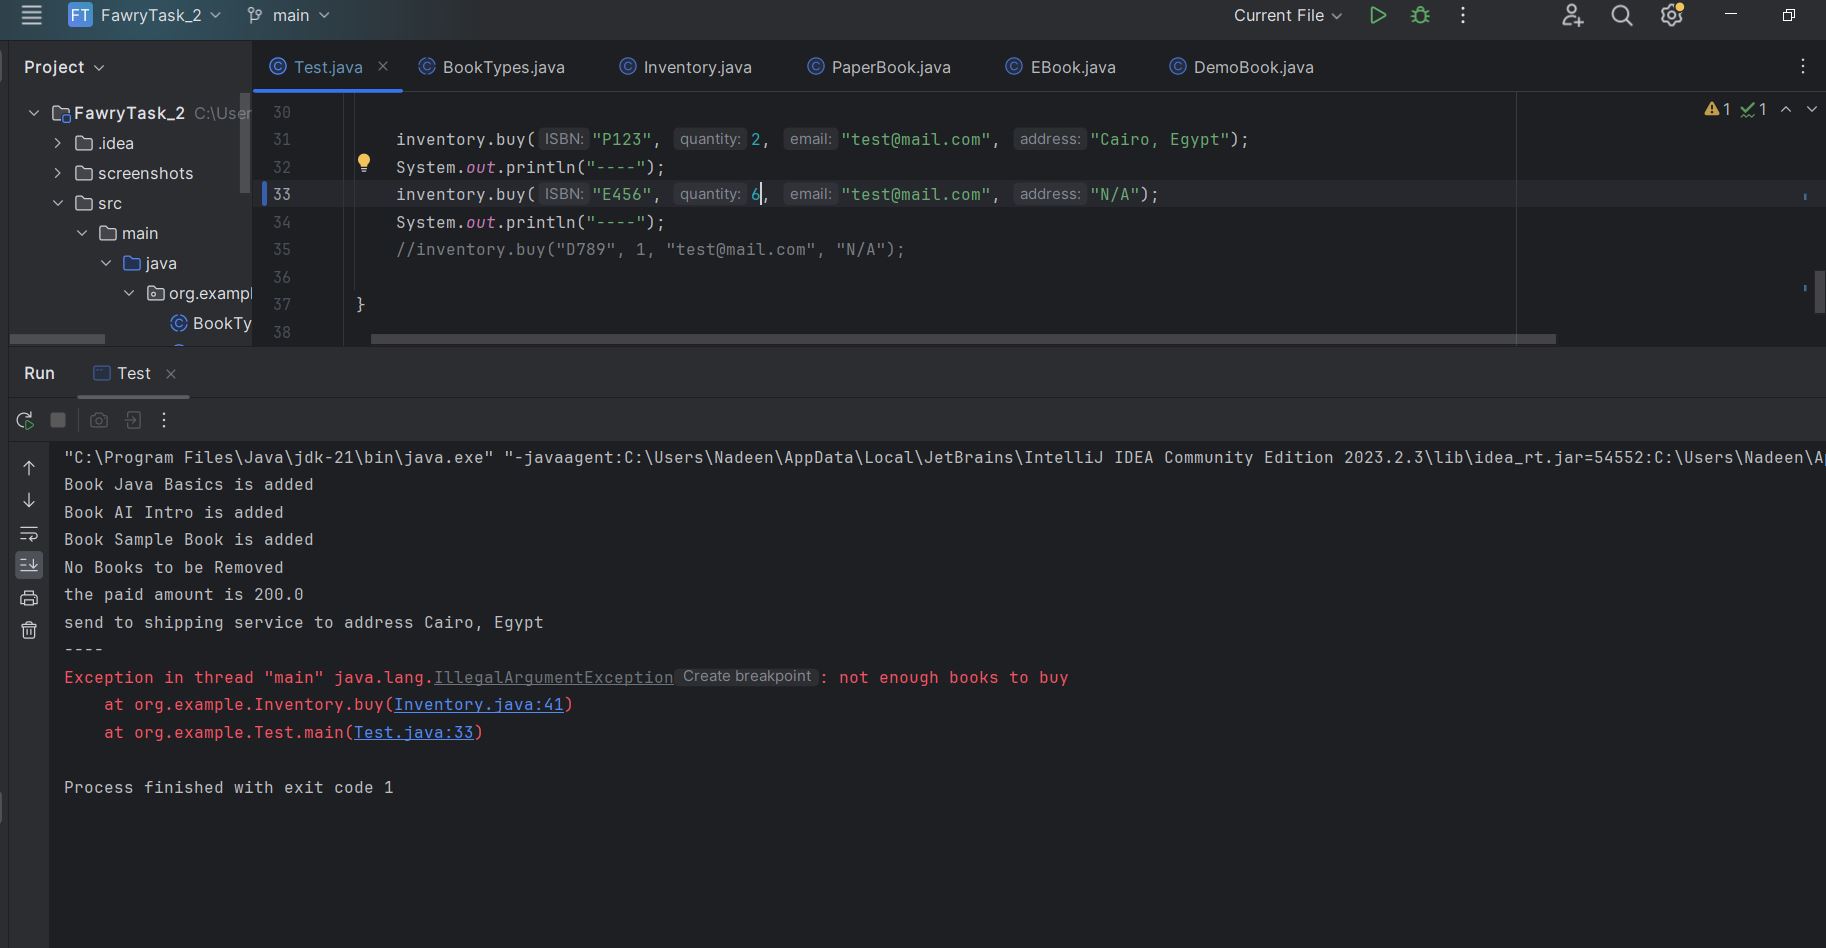 FT FawryTask_2 main Current File
Project
Test.java BookTypes.java Inventory.java PaperBook.java EBook.java DemoBook.java
FawryTask_2 C:\User
.idea
screenshots
src
main
java
org.exampl
BookTy
1 1
30
31 inventory.buy( ISBN: "P123", quantity: 2, email: "test@mail.com", address: "Cairo, Egypt");
32 System.out.println("----");
33 inventory.buy( ISBN: "E456", quantity: 6, email: "test@mail.com", address: "N/A");
34 System.out.println("----");
35 //inventory.buy("D789", 1, "test@mail.com", "N/A");
36
37 }
38
Run Test
"C:\Program Files\Java\jdk-21\bin\java.exe" "-javaagent:C:\Users\Nadeen\AppData\Local\JetBrains\IntelliJ IDEA Community Edition 2023.2.3\lib\idea_rt.jar=54552:C:\Users\Nadeen\Ap
Book Java Basics is added
Book AI Intro is added
Book Sample Book is added
No Books to be Removed
the paid amount is 200.0
send to shipping service to address Cairo, Egypt
----
Exception in thread "main" java.lang.IllegalArgumentException Create breakpoint : not enough books to buy
at org.example.Inventory.buy(Inventory.java:41)
at org.example.Test.main(Test.java:33)
Process finished with exit code 1